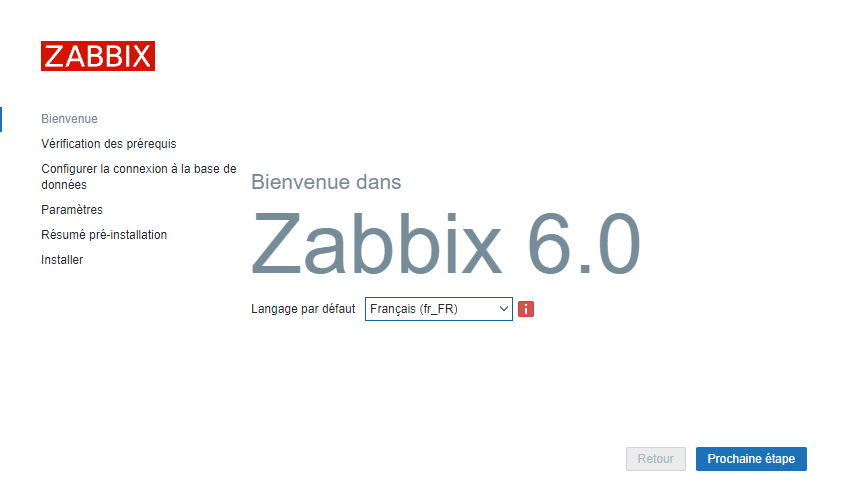 ZABBIX
Bienvenue
Vérification des prérequis
Configurer la connexion à la base de
données
Paramètres
Résumé pré-installation
Installer
Bienvenue dans
Zabbix 6.0
Langage par défaut Français (fr_FR) i
Retour Prochaine étape